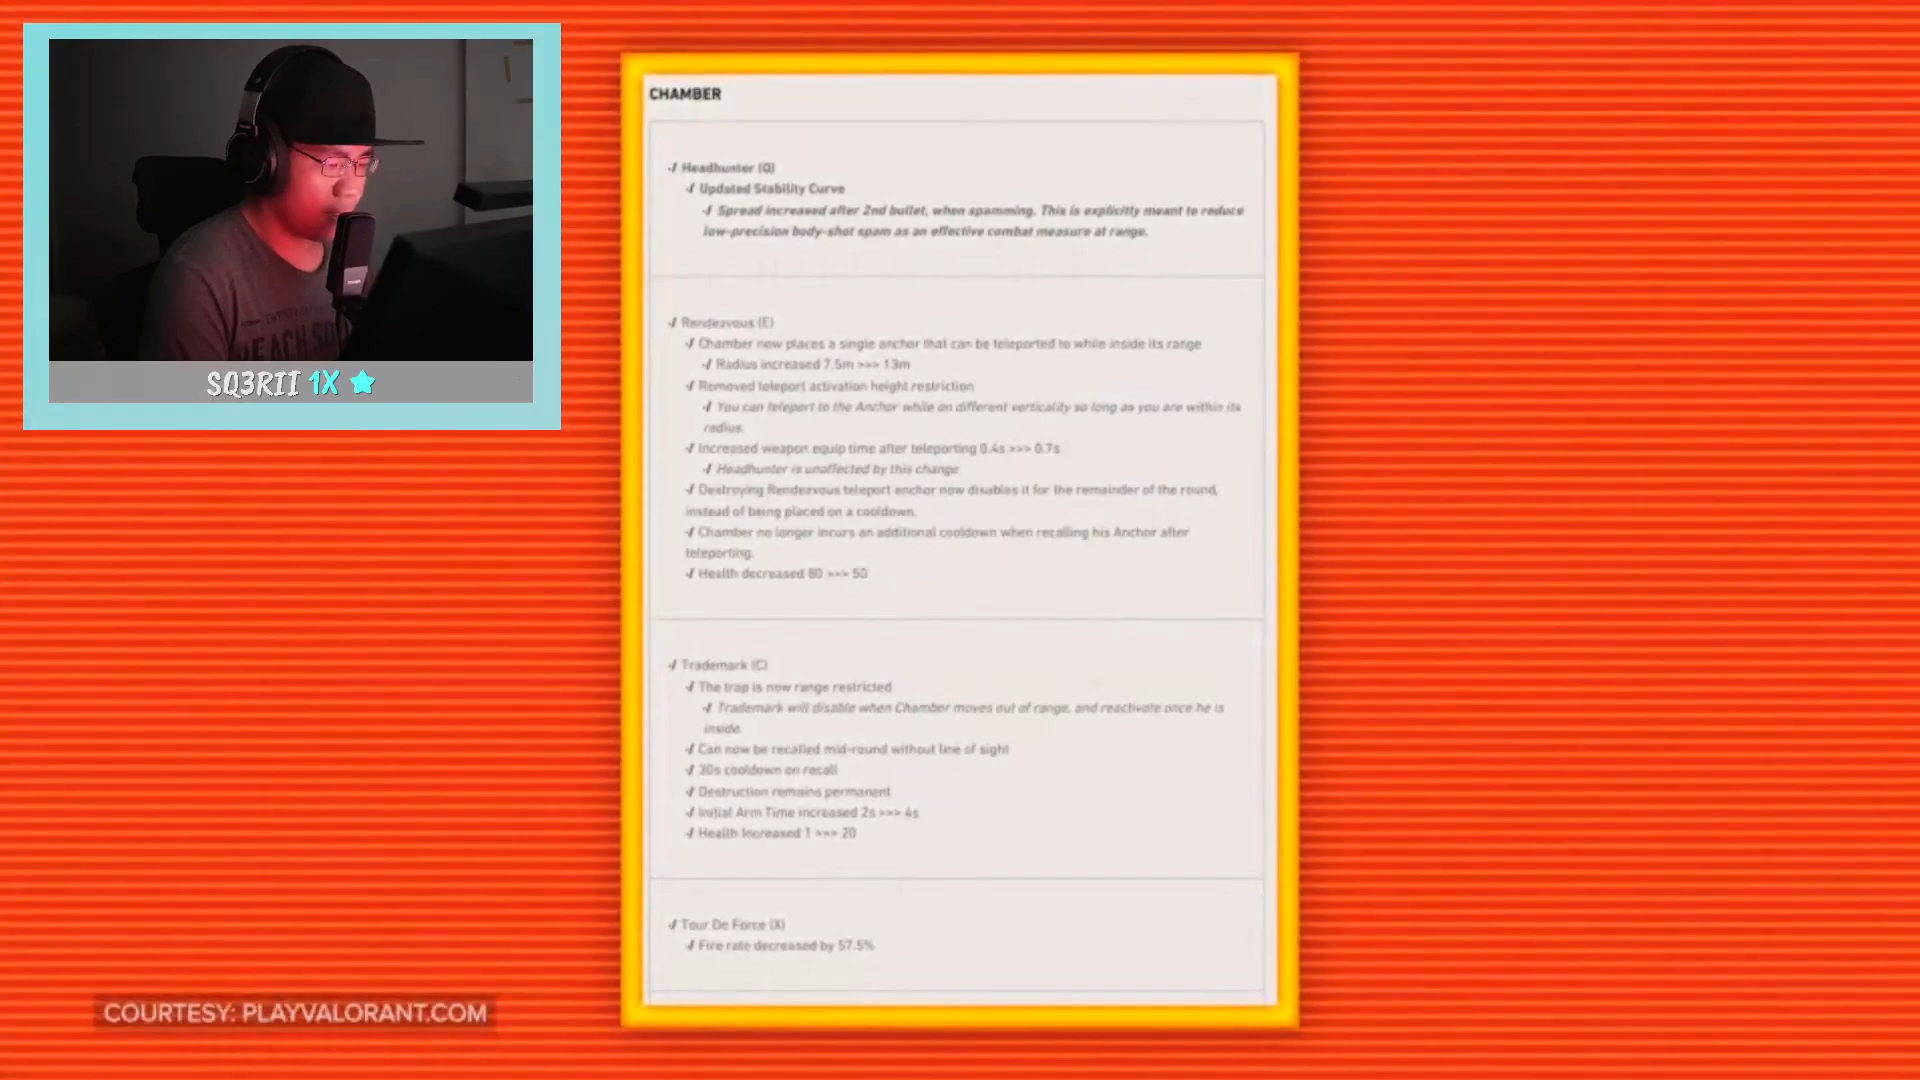 CHAMBER
Headhunter (Q)
Updated Stability Curve
Spread increased after 2nd bullet, when spamming. This is explicitly meant to reduce
low-precision body-shot spam as an effective combat measure at range.
Rendezvous (E)
Chamber now places a single anchor that can be teleported to while inside its range
Radius increased 7.5m >>> 13m
Removed teleport activation height restriction
You can teleport to the Anchor while on different verticality so long as you are within its
radius.
Increased weapon equip time after teleporting 0.4s >>> 0.7s
Headhunter is unaffected by this change
Destroying Rendezvous teleport anchor now disables it for the remainder of the round,
instead of being placed on a cooldown.
Chamber no longer incurs an additional cooldown when recalling his Anchor after
teleporting.
Health decreased 80 >>> 50
Trademark (C)
The trap is now range restricted
Trademark will disable when Chamber moves out of range, and reactivate once he is
inside.
Can now be recalled mid-round without line of sight
30s cooldown on recall
Destruction remains permanent
Initial Arm Time increased 2s >>> 4s
Health Increased 1 >>> 20
Tour De Force (X)
Fire rate decreased by 57.5%
SQ3RII 1X
COURTESY: PLAYVALORANT.COM